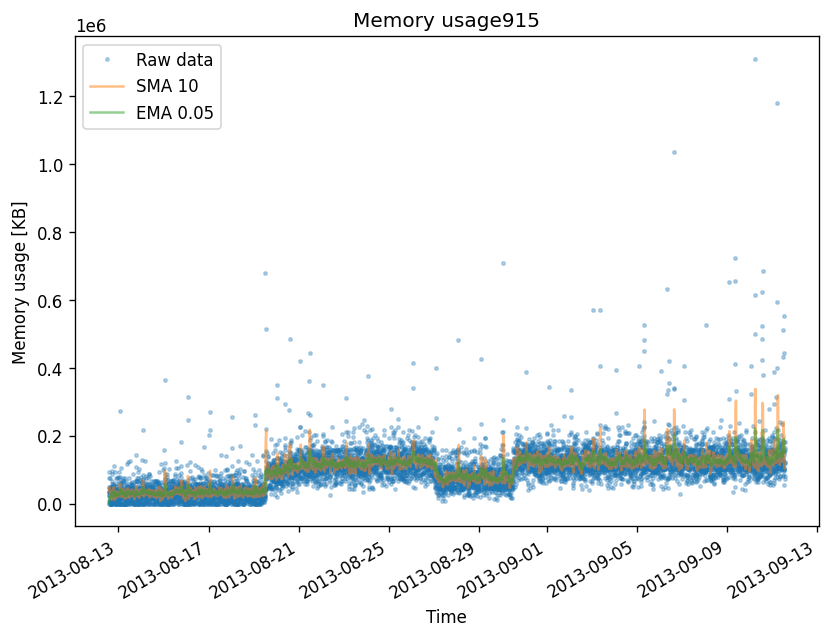 Memory usage915
1e6
Raw data
SMA 10
EMA 0.05
1.2
1.0
0.8
0.6
0.4
0.2
0.0
Memory usage [KB]
2013-08-13
2013-08-17
2013-08-21
2013-08-25
2013-08-29
2013-09-01
2013-09-05
2013-09-09
2013-09-13
Time